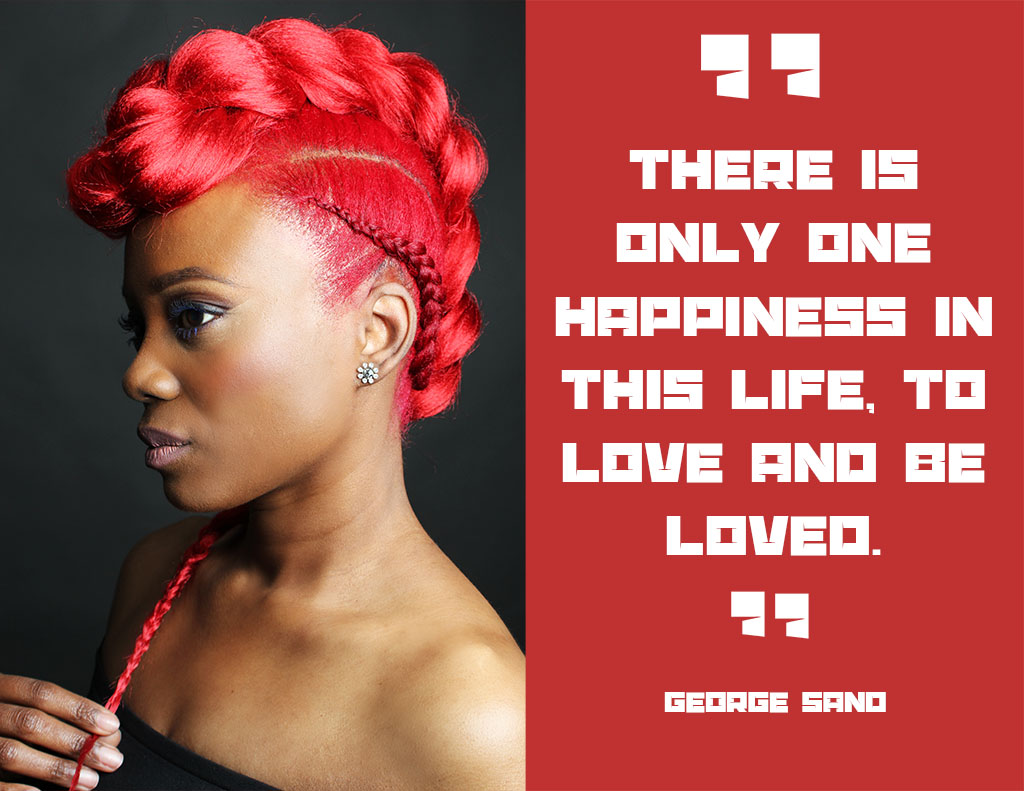 "
THERE IS
ONLY ONE
HAPPINESS IN
THIS LIFE, TO
LOVE AND BE
LOVED.
"
GEORGE SAND